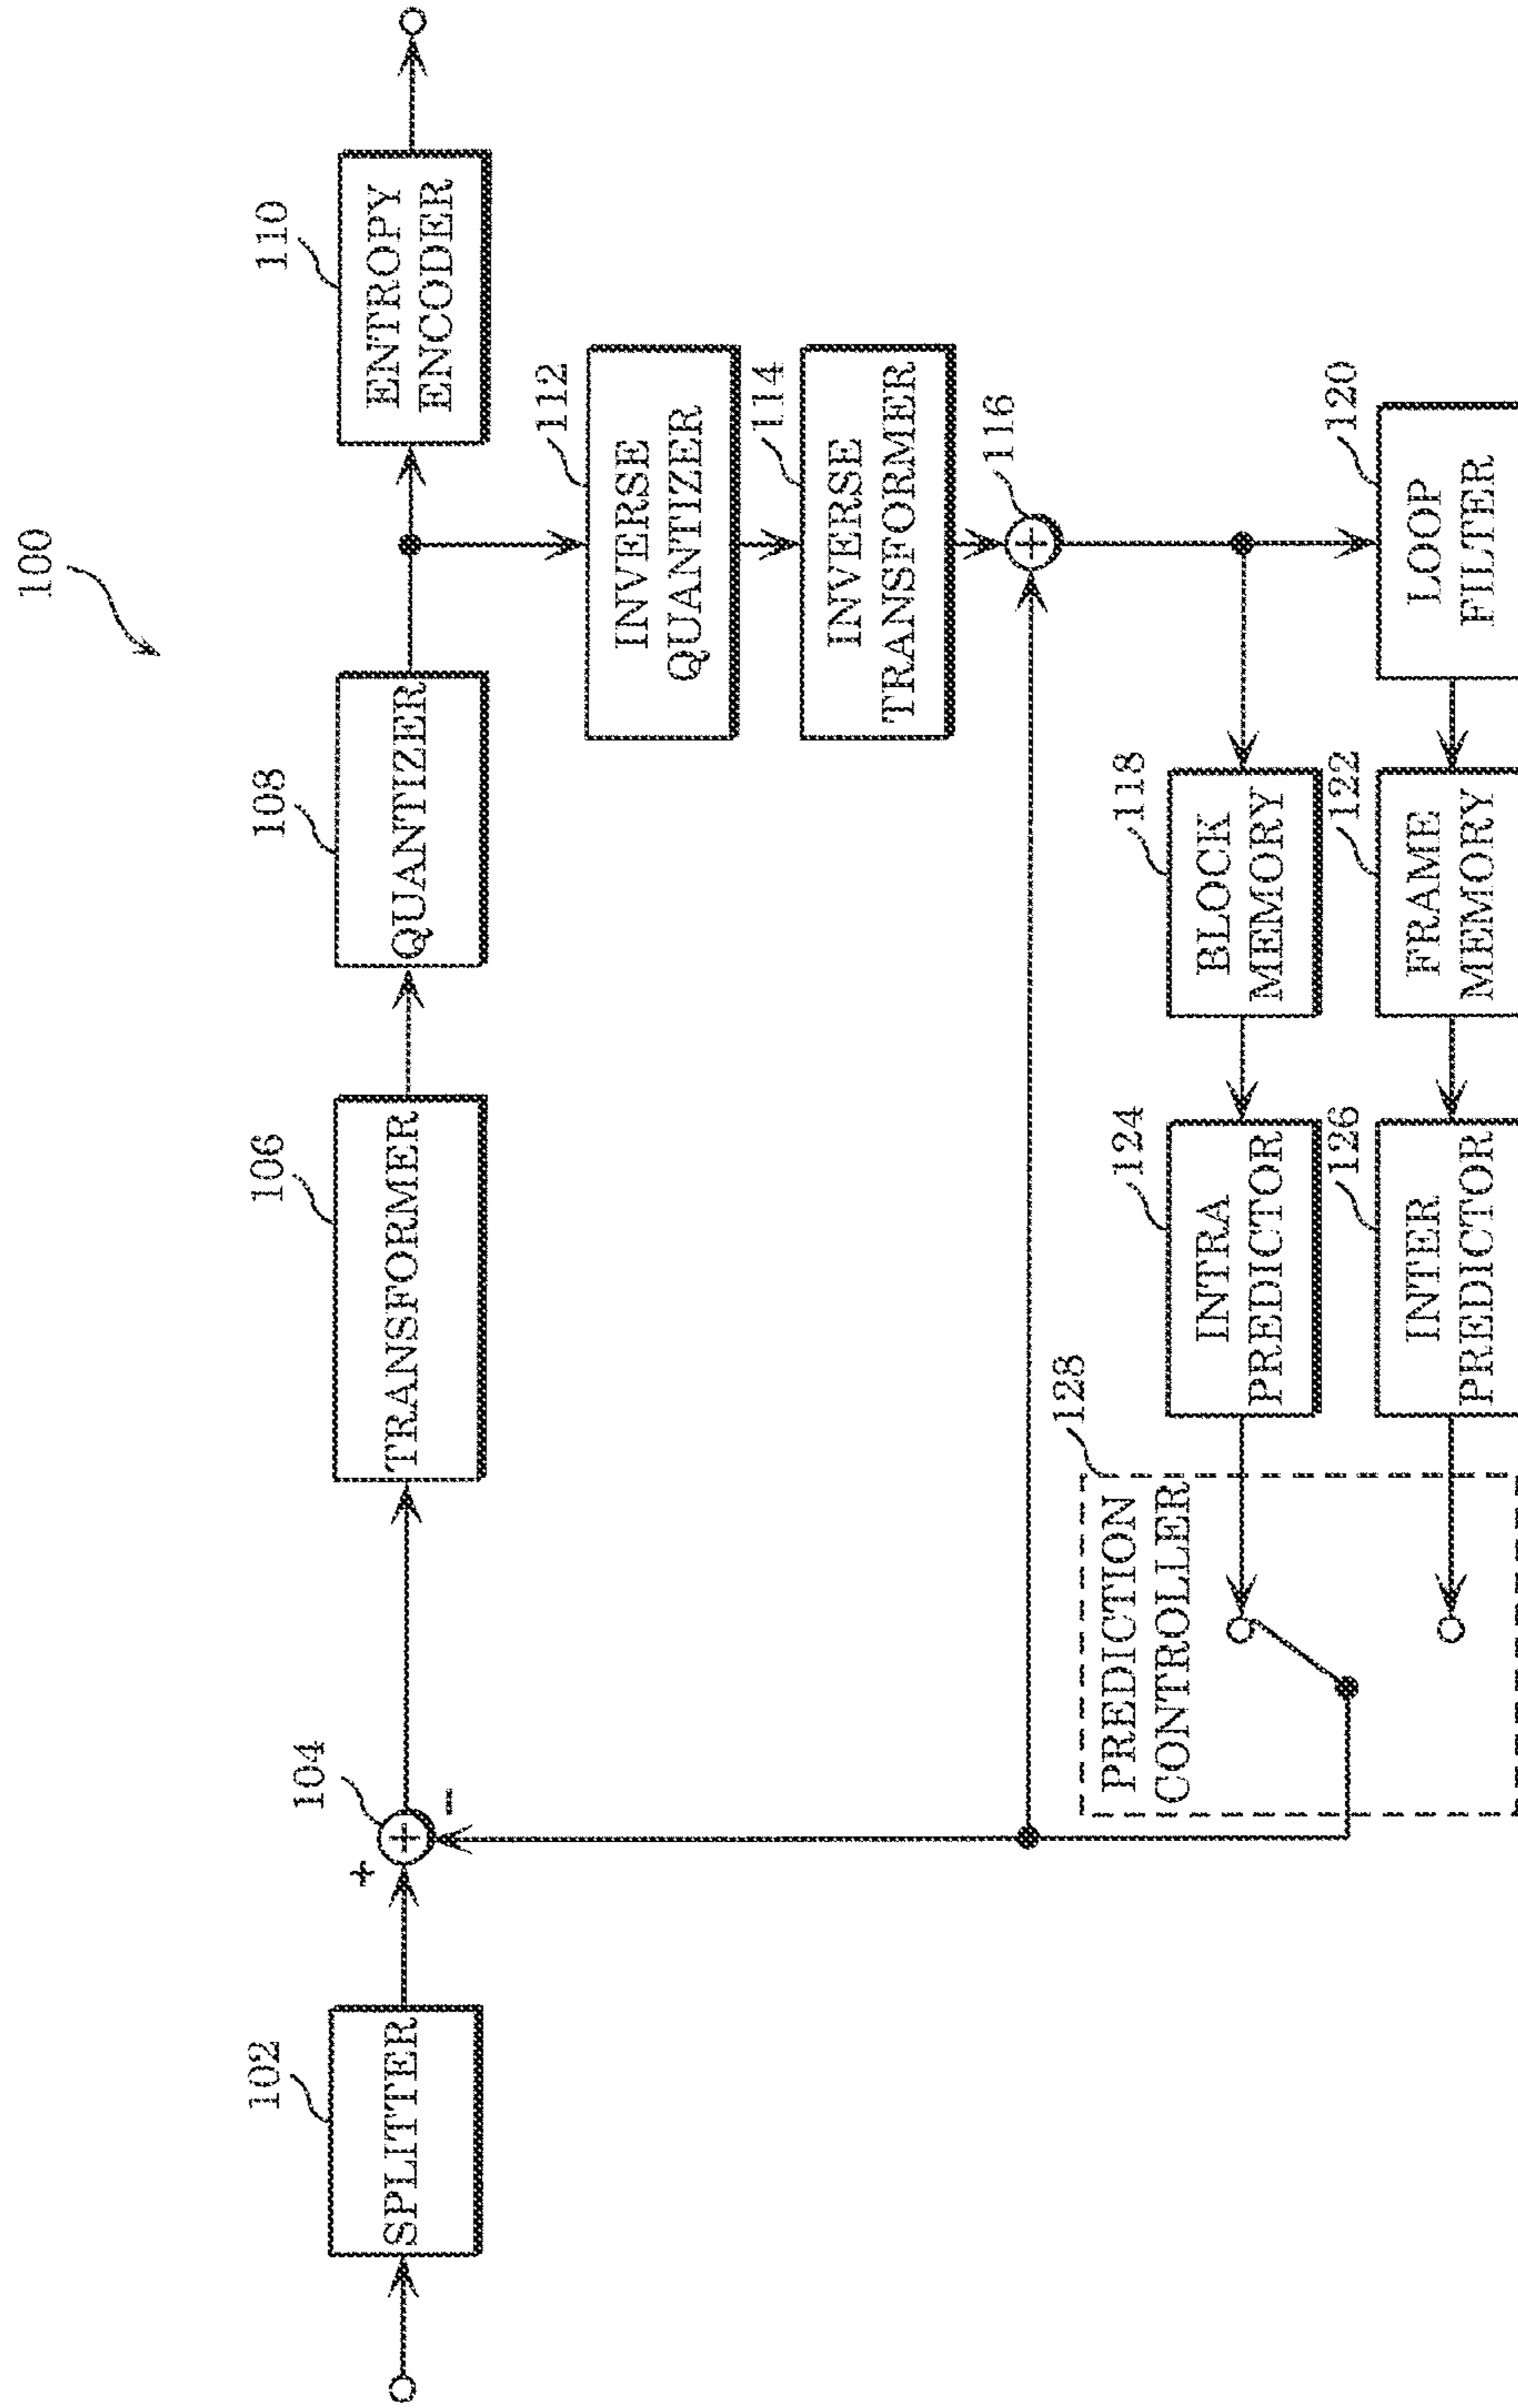 100
102
SPLITTER
104
+
-
106
TRANSFORMER
108
QUANTIZER
110
ENTROPY
ENCODER
112
INVERSE
QUANTIZER
114
INVERSE
TRANSFORMER
116
128
PREDICTION
CONTROLLER
124
INTRA
PREDICTOR
118
BLOCK
MEMORY
126
INTER
PREDICTOR
122
FRAME
MEMORY
120
LOOP
FILTER